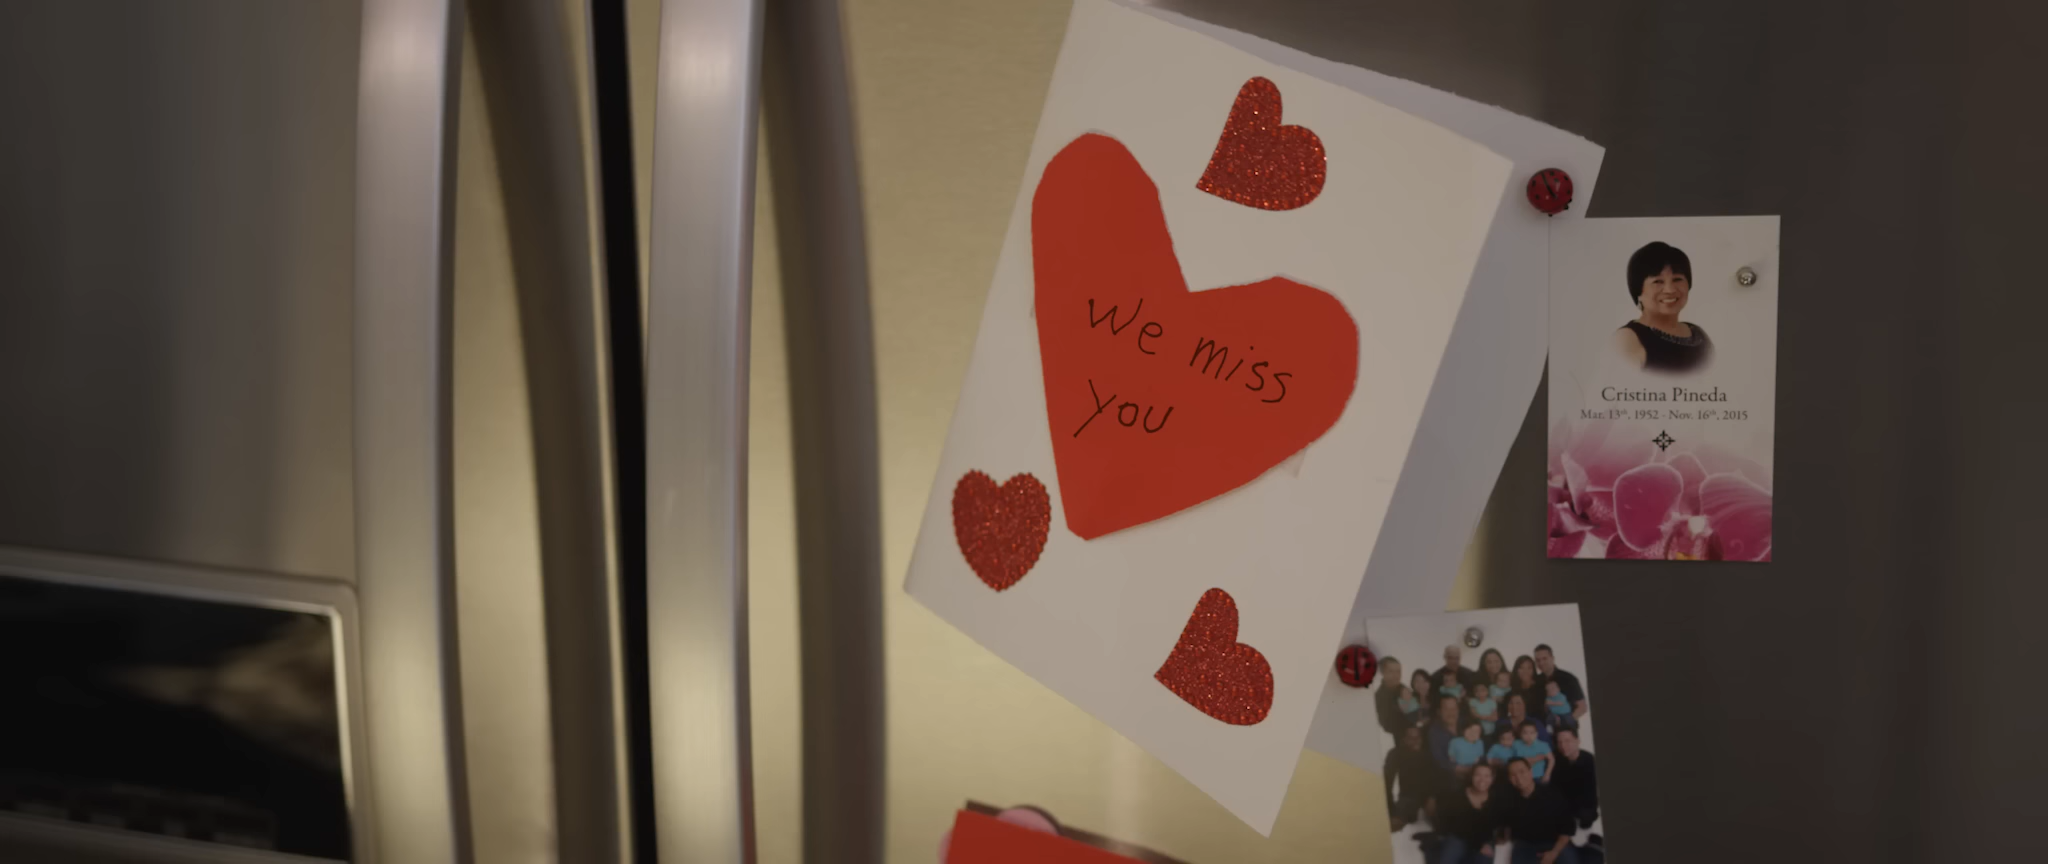 We miss
you
Cristina Pineda
Mar. 13th, 1952 - Nov. 16th, 2015